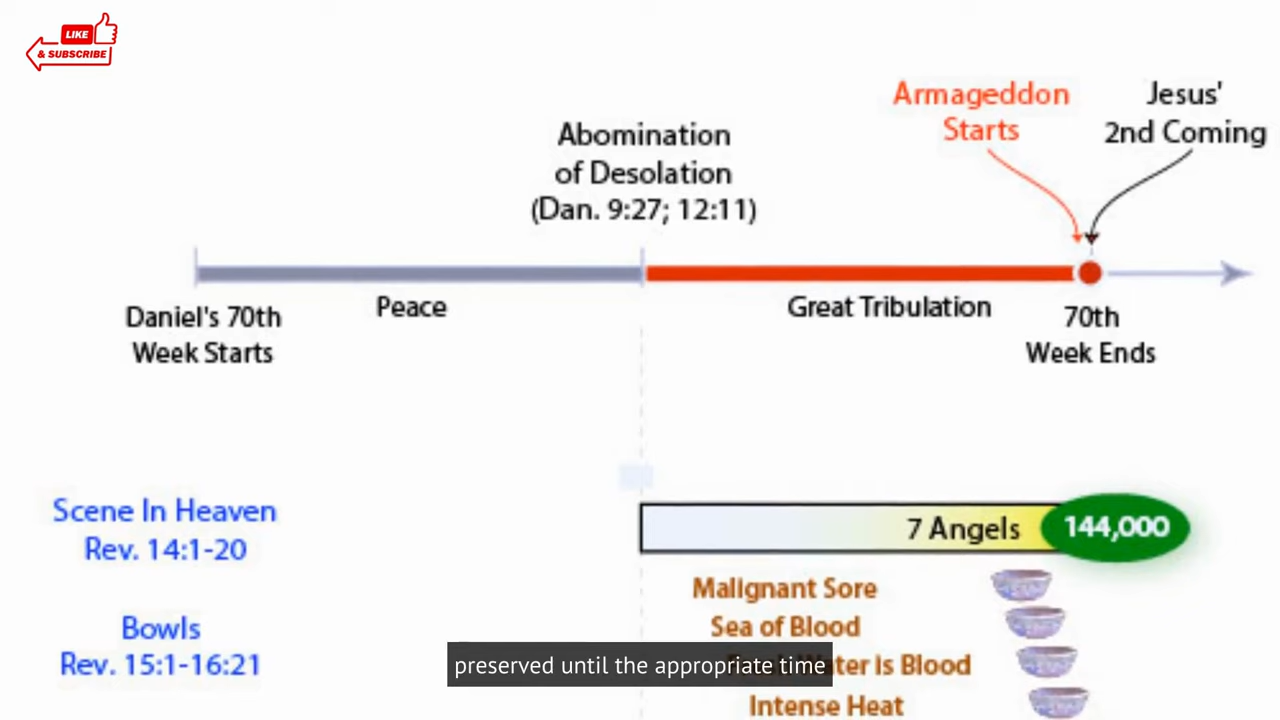 LIKE
& SUBSCRIBE
Armageddon
Starts
Jesus'
2nd Coming
Abomination
of Desolation
(Dan. 9:27; 12:11)
Daniel's 70th
Week Starts
Peace
Great Tribulation
70th
Week Ends
Scene In Heaven
Rev. 14:1-20
7 Angels
144,000
Malignant Sore
Bowls
Rev. 15:1-16:21
Sea of Blood
is Blood
Intense Heat
preserved until the appropriate time